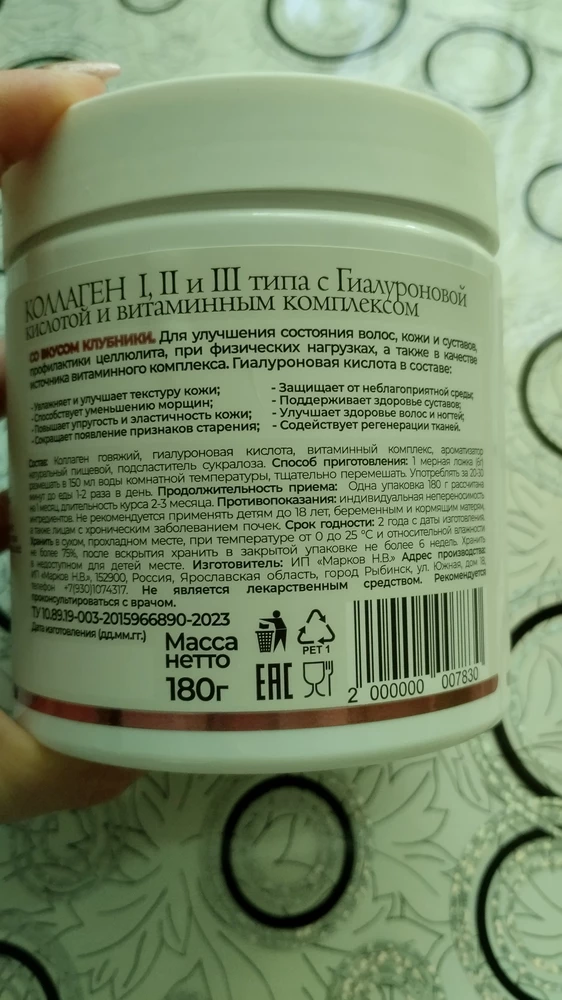 КОЛЛАГЕН I, II и III типа с Гиалуроновой
кислотой и витаминным комплексом
СО ВКУСОМ КЛУБНИКИ. Для улучшения состояния волос, кожи и суставов,
профилактики целлюлита, при физических нагрузках, а также в качестве
источника витаминного комплекса. Гиалуроновая кислота в составе:
- Увлажняет и улучшает текстуру кожи;
- Способствует уменьшению морщин;
- Повышает упругость и эластичность кожи;
- Сокращает появление признаков старения;
- Защищает от неблагоприятной среды;
- Поддерживает здоровье суставов;
- Улучшает здоровье волос и ногтей;
- Содействует регенерации тканей.
Состав: Коллаген говяжий, гиалуроновая кислота, витаминный комплекс, ароматизатор
натуральный пищевой, подсластитель сукралоза. Способ приготовления: 1 мерная ложка (6г)
размешать в 150 мл воды комнатной температуры, тщательно перемешать. Употреблять за 20-30
минут до еды 1-2 раза в день. Продолжительность приема: Одна упаковка 180 г рассчитана
на 1 месяц, длительность курса 2-3 месяца. Противопоказания: индивидуальная непереносимость
ингредиентов. Не рекомендуется применять детям до 18 лет, беременным и кормящим матерям,
а также лицам с хроническим заболеванием почек. Срок годности: 2 года с даты изготовления.
Хранить в сухом, прохладном месте, при температуре от 0 до 25 °С и относительной влажности
не более 75%, после вскрытия хранить в закрытой упаковке не более 6 недель. Хранить
в недоступном для детей месте. Изготовитель: ИП «Марков Н.В.» Адрес производства:
ИП «Марков Н.В.», 152900, Россия, Ярославская область, город Рыбинск, ул. Южная, дом 18,
телефон +7(930)1074317. Не является лекарственным средством. Рекомендуется
проконсультироваться с врачом.
ТУ 10.89.19-003-2015966890-2023
Дата изготовления (дд.мм.гг.)
Масса
нетто
180г
PET 1
EAC
2 000000 007830